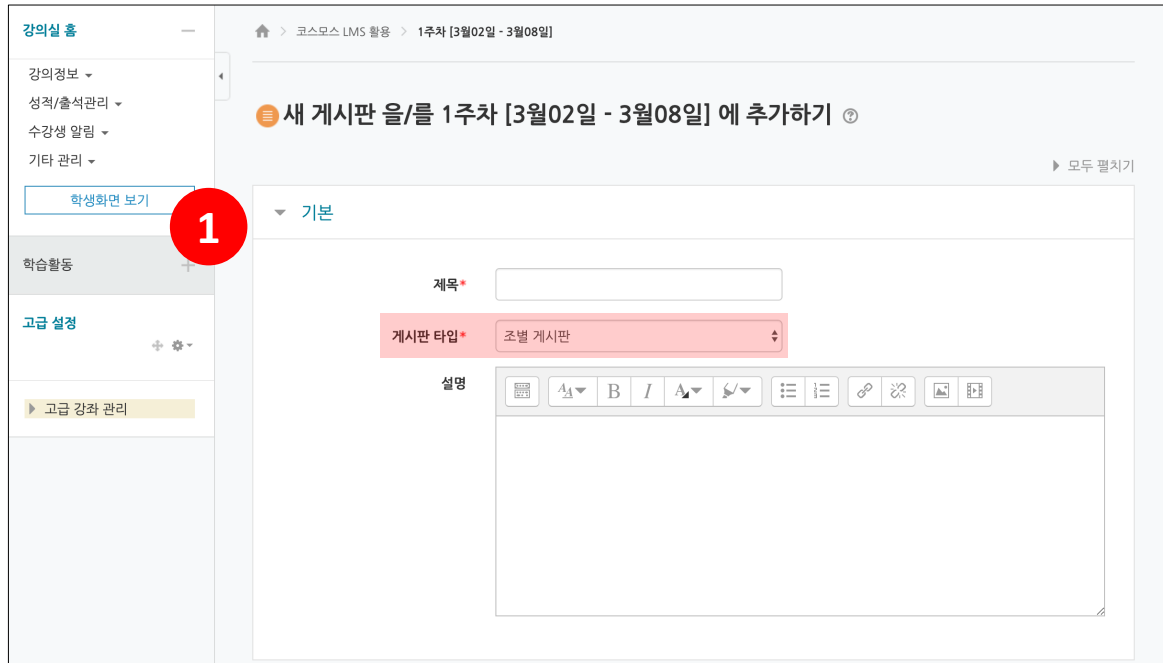 강의실 홈
코스모스 LMS 활용
1주차 [3월02일 - 3월08일]
강의정보
성적/출석관리
수강생 알림
기타 관리
학생화면 보기
1
학습활동
고급 설정
고급 강좌 관리
새 게시판 을/를 1주차 [3월02일 - 3월08일] 에 추가하기
모두 펼치기
기본
제목*
게시판 타입*
조별 게시판
설명
B I